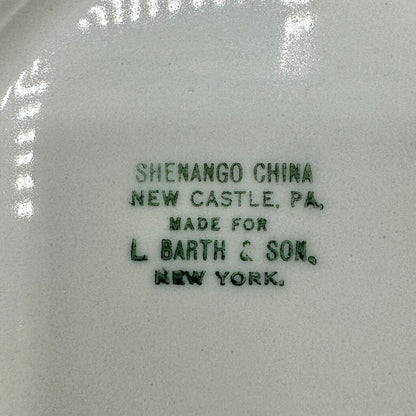 SHENANGO CHINA
NEW CASTLE, PA,
MADE FOR
L. BARTH & SON,
NEW YORK.